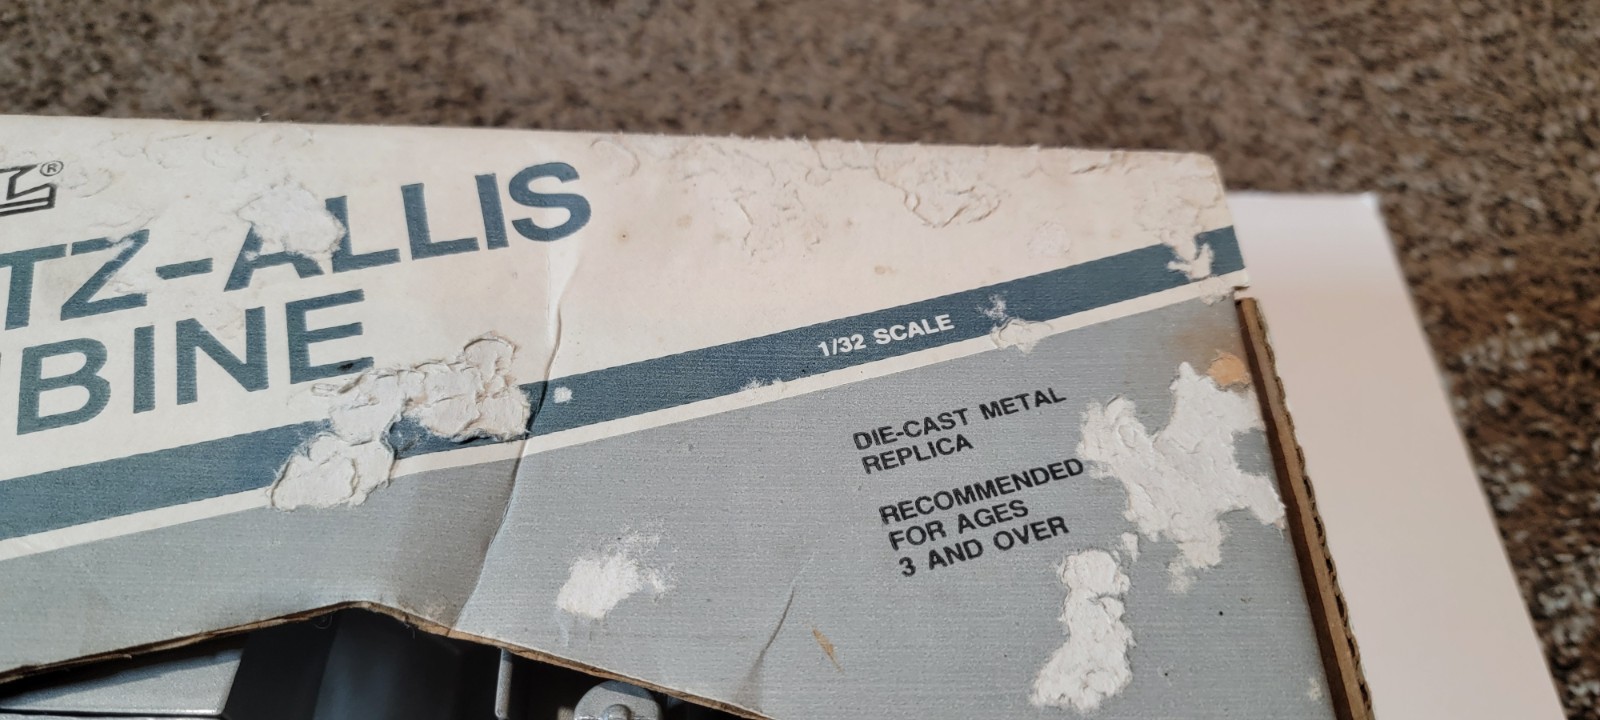 ®
TZ-ALLIS
BINE
1/32 SCALE
DIE-CAST METAL
REPLICA
RECOMMENDED
FOR AGES
3 AND OVER